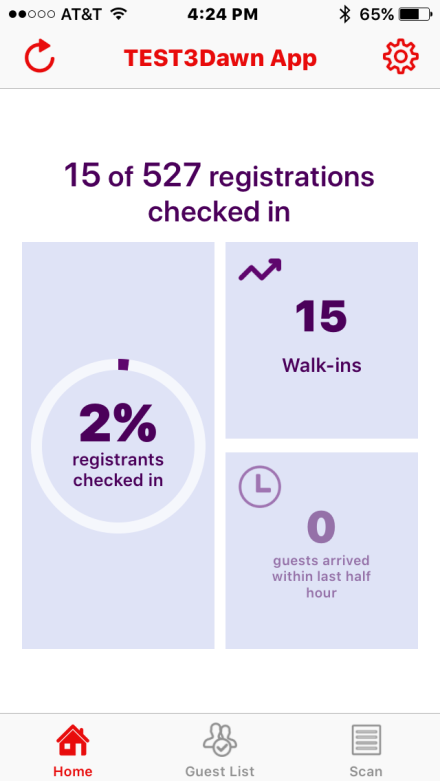 AT&T 4:24 PM 65%
TEST3Dawn App
15 of 527 registrations
checked in
2%
registrants
checked in
15
Walk-ins
0
guests arrived
within last half
hour
Home Guest List Scan